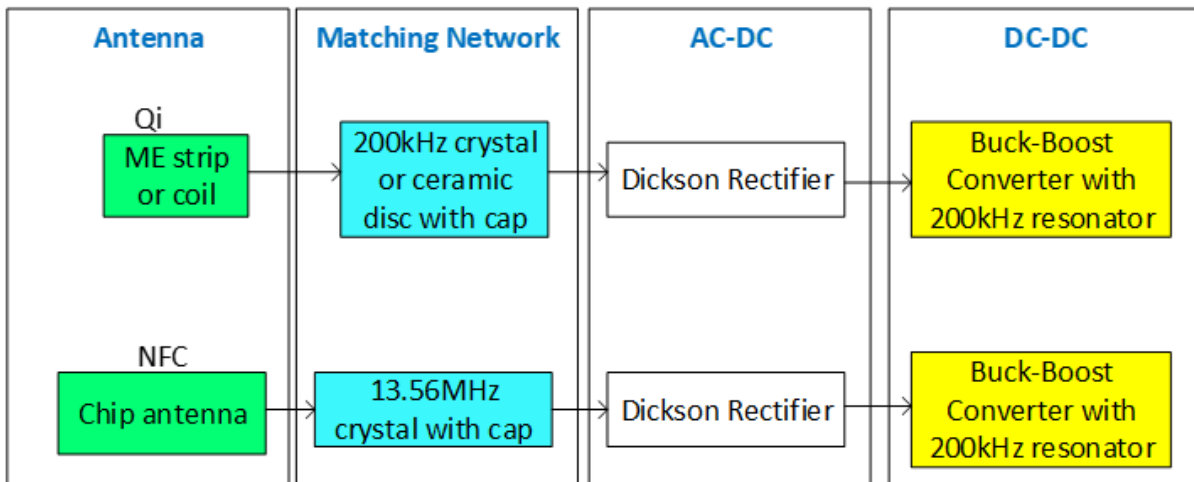 Antenna
Matching Network
AC-DC
DC-DC
Qi
ME strip
or coil
200kHz crystal
or ceramic
disc with cap
Dickson Rectifier
Buck-Boost
Converter with
200kHz resonator
NFC
Chip antenna
13.56MHz
crystal with cap
Dickson Rectifier
Buck-Boost
Converter with
200kHz resonator